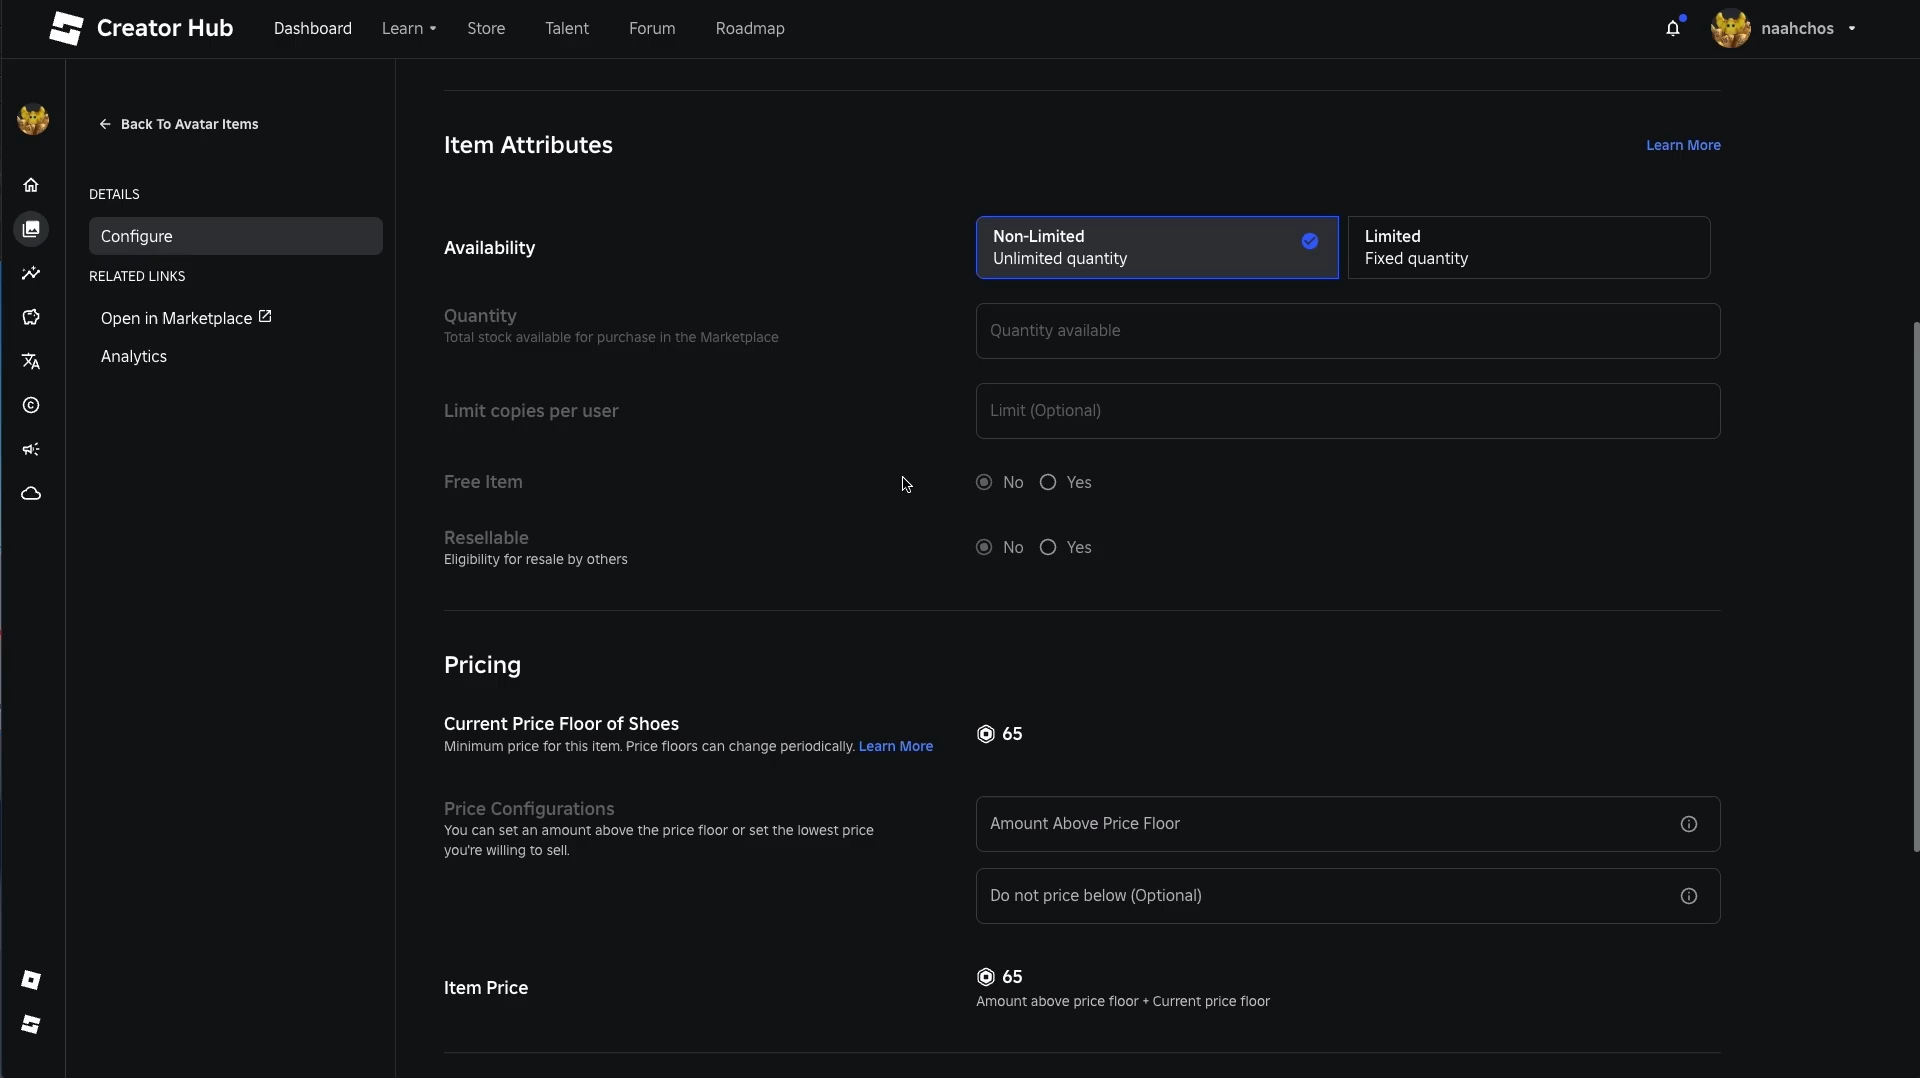 Creator Hub
Dashboard
Learn
Store
Talent
Forum
Roadmap
naahchos
Back To Avatar Items
DETAILS
Configure
RELATED LINKS
Open in Marketplace
Analytics
Item Attributes
Learn More
Availability
Non-Limited
Unlimited quantity
Limited
Fixed quantity
Quantity
Total stock available for purchase in the Marketplace
Quantity available
Limit copies per user
Limit (Optional)
Free Item
No
Yes
Resellable
Eligibility for resale by others
No
Yes
Pricing
Current Price Floor of Shoes
Minimum price for this item. Price floors can change periodically. Learn More
65
Price Configurations
You can set an amount above the price floor or set the lowest price
you're willing to sell.
Amount Above Price Floor
Do not price below (Optional)
Item Price
65
Amount above price floor + Current price floor